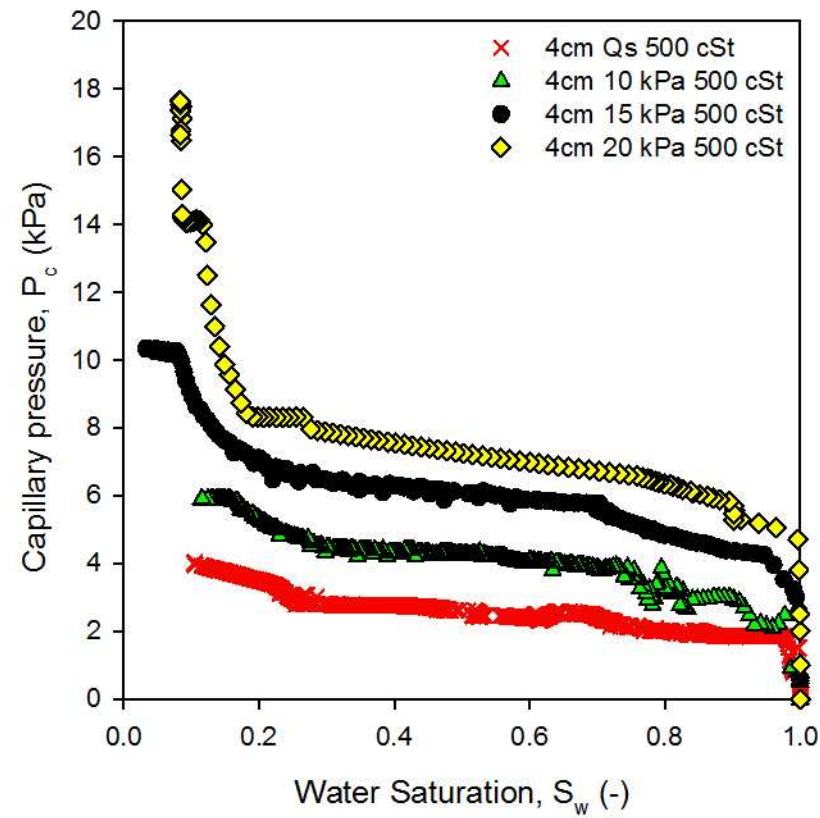 20
18
16
14
12
10
8
6
4
2
0
Capillary pressure, P_c (kPa)
4cm Qs 500 cSt
4cm 10 kPa 500 cSt
4cm 15 kPa 500 cSt
4cm 20 kPa 500 cSt
0.0 0.2 0.4 0.6 0.8 1.0
Water Saturation, S_w (-)